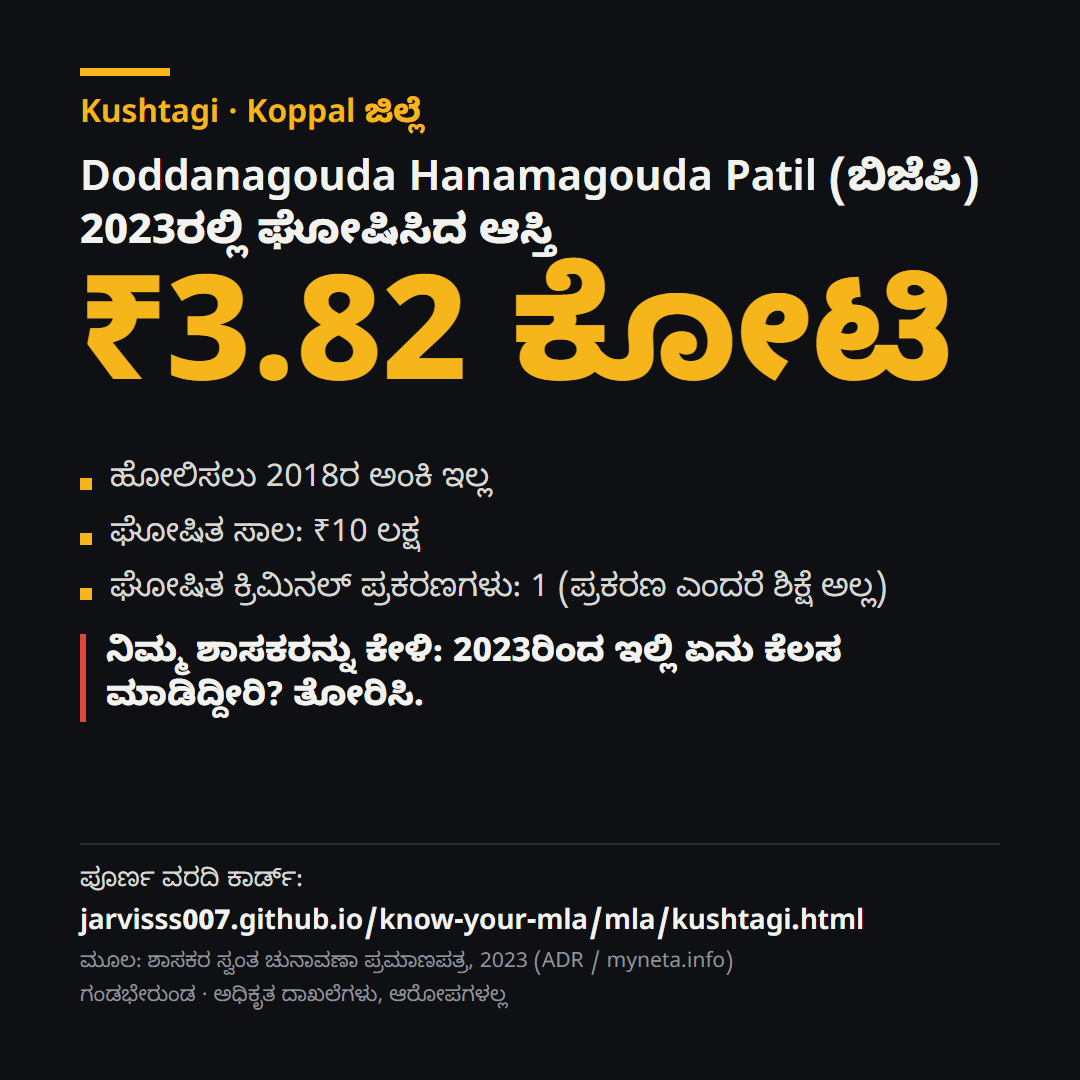 Kushtagi · Koppal ಜಿಲ್ಲೆ
Doddanagouda Hanamagouda Patil (ಬಿಜೆಪಿ)
2023ರಲ್ಲಿ ಘೋಷಿಸಿದ ಆಸ್ತಿ
₹3.82 ಕೋಟಿ
ಹೋಲಿಸಲು 2018ರ ಅಂಕಿ ಇಲ್ಲ
ಘೋಷಿತ ಸಾಲ: ₹10 ಲಕ್ಷ
ಘೋಷಿತ ಕ್ರಿಮಿನಲ್ ಪ್ರಕರಣಗಳು: 1 (ಪ್ರಕರಣ ಎಂದರೆ ಶಿಕ್ಷೆ ಅಲ್ಲ)
ನಿಮ್ಮ ಶಾಸಕರನ್ನು ಕೇಳಿ: 2023ರಿಂದ ಇಲ್ಲಿ ಏನು ಕೆಲಸ
ಮಾಡಿದ್ದೀರಿ? ತೋರಿಸಿ.
ಪೂರ್ಣ ವರದಿ ಕಾರ್ಡ್:
jarvisss007.github.io/know-your-mla/mla/kushtagi.html
ಮೂಲ: ಶಾಸಕರ ಸ್ವಂತ ಚುನಾವಣಾ ಪ್ರಮಾಣಪತ್ರ, 2023 (ADR / myneta.info)
ಗಂಡಭೇರುಂಡ · ಅಧಿಕೃತ ದಾಖಲೆಗಳು, ಆರೋಪಗಳಲ್ಲ